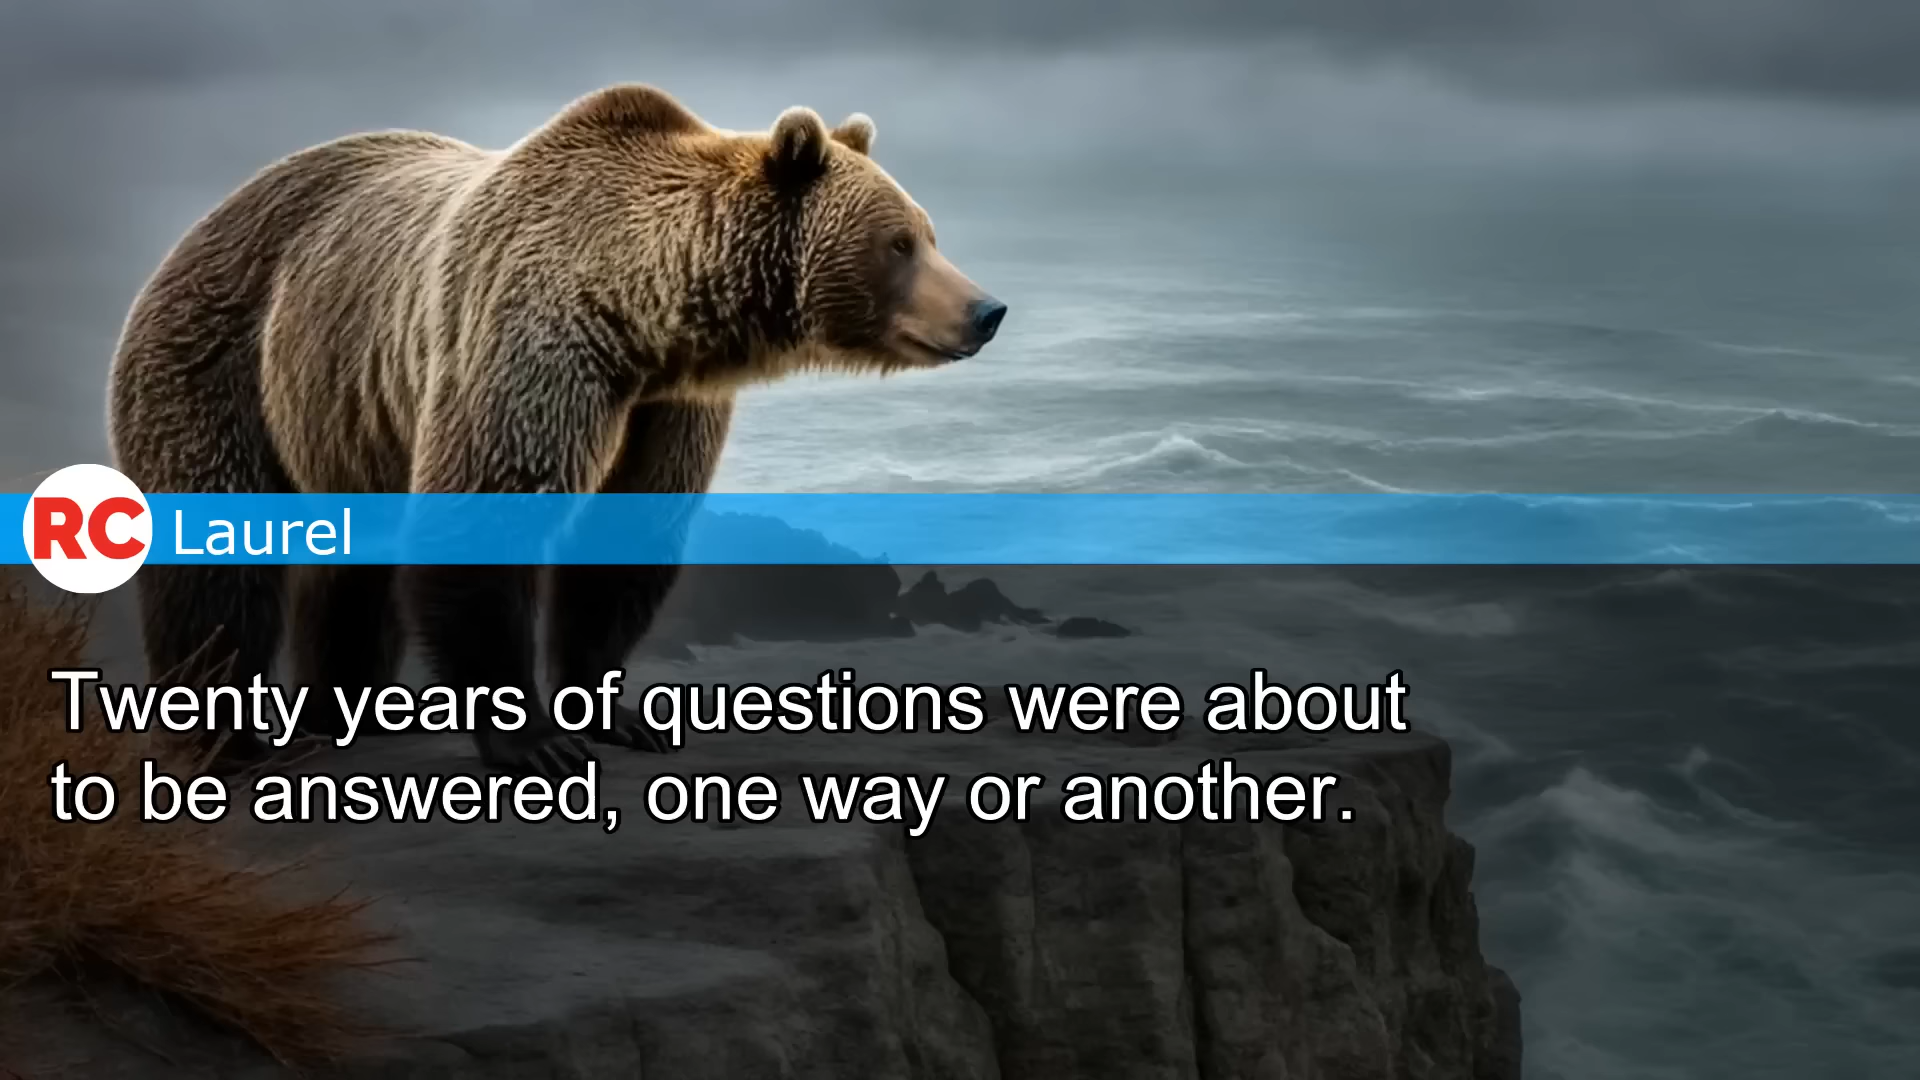 RC Laurel
Twenty years of questions were about
to be answered, one way or another.